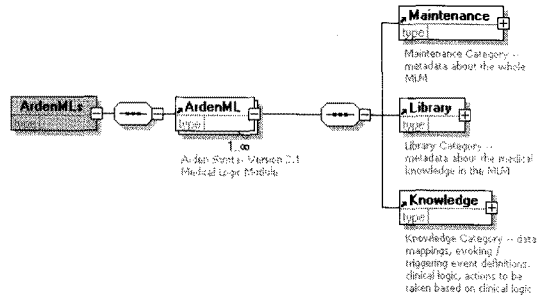 Maintenance
type
Maintenance Category --
metadata about the whole
MLM
ArdenMLs
type
ArdenML
type
1..∞
Arden Syntax Version 2.1
Medical Logic Module
Library
type
Library Category --
metadata about the medical
knowledge in the MLM
Knowledge
type
Knowledge Category -- data
mappings, evoking /
triggering event definitions,
clinical logic, actions to be
taken based on clinical logic